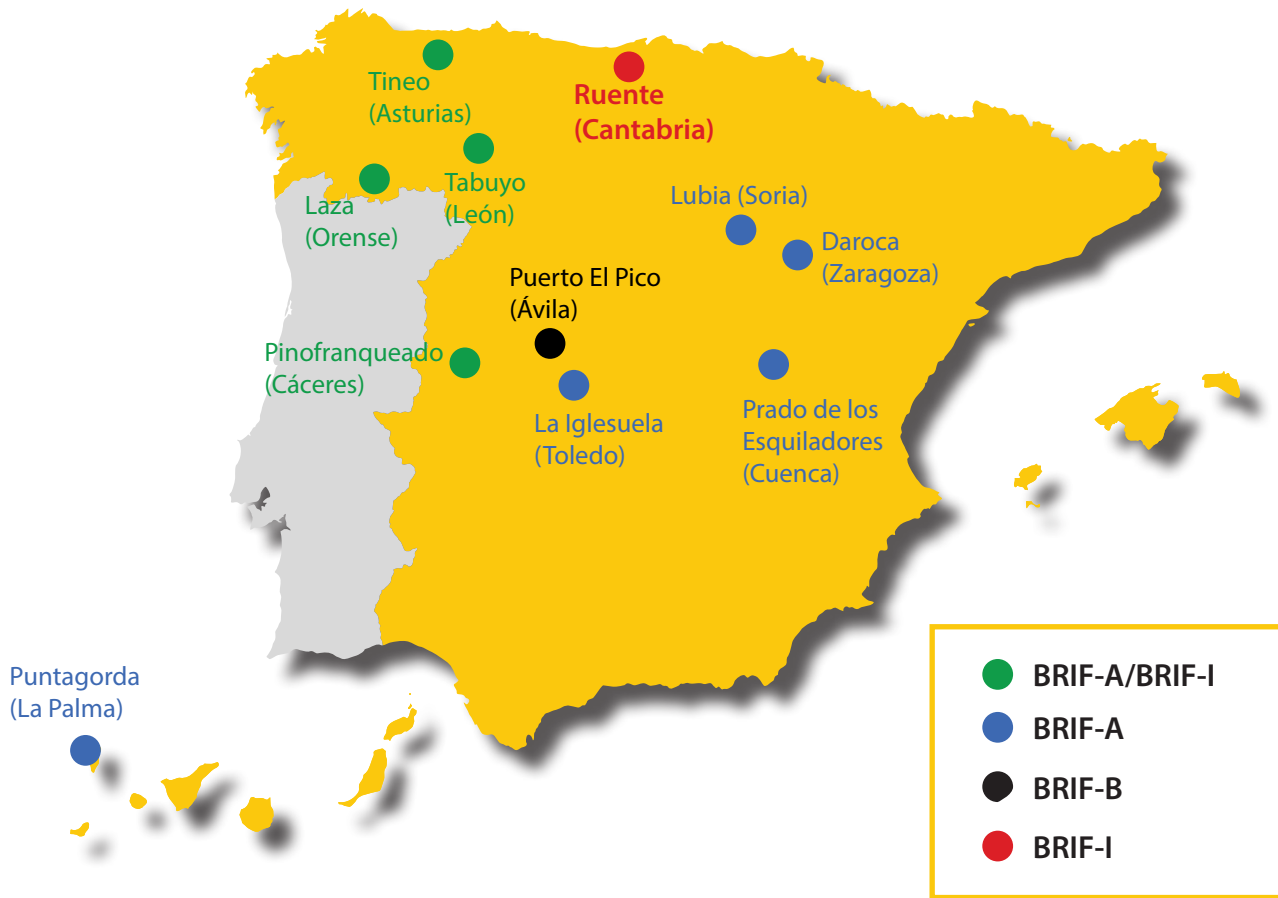 Tineo
(Asturias)
Ruente
(Cantabria)
Tabuyo
(León)
Laza
(Orense)
Lubia (Soria)
Daroca
(Zaragoza)
Puerto El Pico
(Ávila)
Pinofranqueado
(Cáceres)
La Iglesuela
(Toledo)
Prado de los
Esquiladores
(Cuenca)
Puntagorda
(La Palma)
BRIF-A/BRIF-I
BRIF-A
BRIF-B
BRIF-I